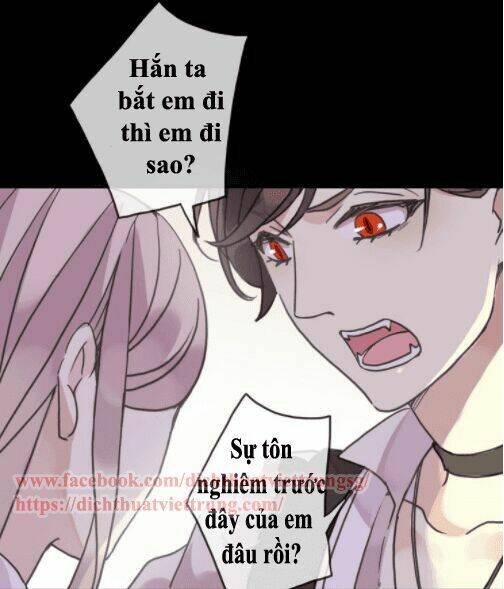 Hắn ta
bắt em đi
thì em đi
sao?
Sự tôn
nghiêm trước
đây của em
đâu rồi?
www.facebook.com/dichthuatviettrungsg/
https://dichthuatviettrung.com/